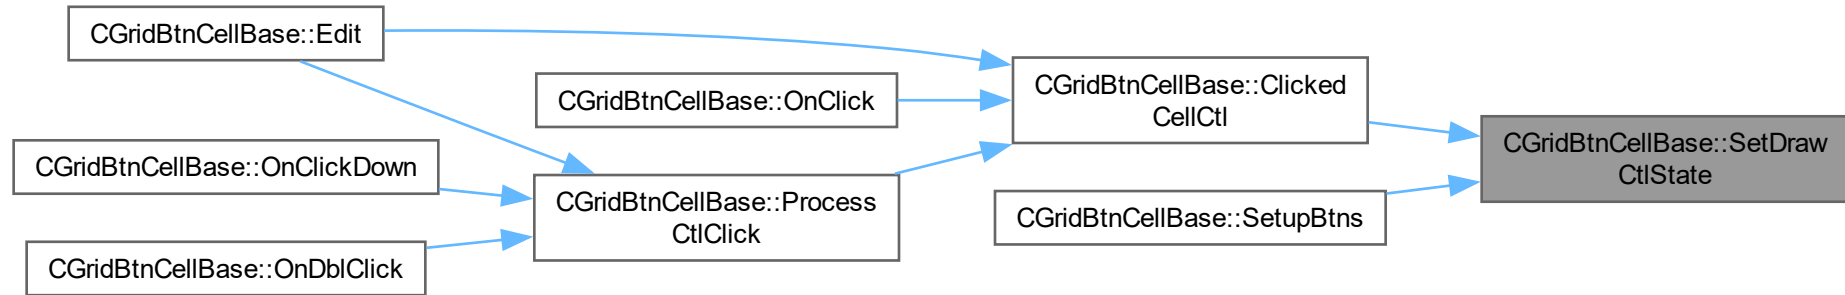 CGridBtnCellBase::Edit
CGridBtnCellBase::OnClick
CGridBtnCellBase::OnClickDown
CGridBtnCellBase::Process
CtlClick
CGridBtnCellBase::OnDblClick
CGridBtnCellBase::Clicked
CellCtl
CGridBtnCellBase::SetupBtns
CGridBtnCellBase::SetDraw
CtlState